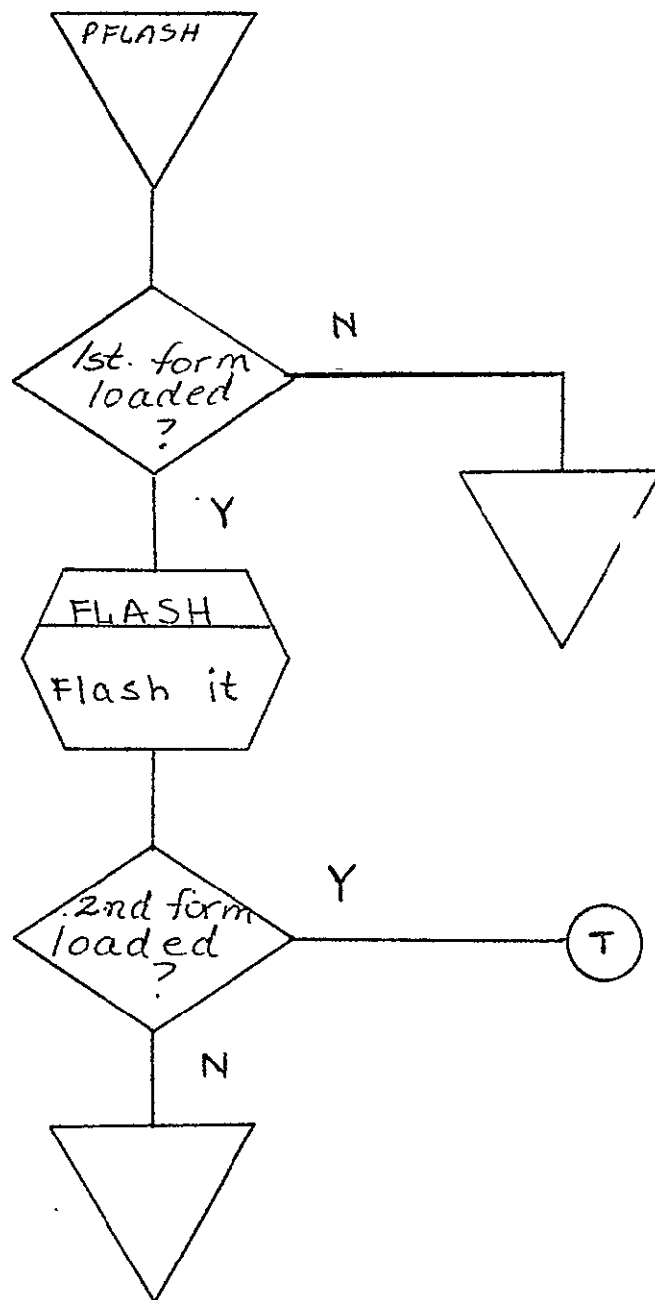 PFLASH
1st. form
loaded
?
N
Y
FLASH
Flash it
2nd form
loaded
?
Y
T
N